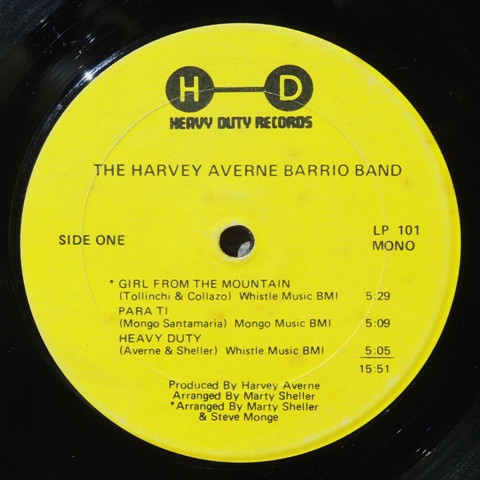 H D
HEAVY DUTY RECORDS
THE HARVEY AVERNE BARRIO BAND
SIDE ONE
LP 101
MONO
* GIRL FROM THE MOUNTAIN
(Tollinchi & Collazo) Whistle Music BMI 5:29
PARA TI
(Mongo Santamaria) Mongo Music BMI 5:09
HEAVY DUTY
(Averne & Sheller) Whistle Music BMI 5:05
15:51
Produced By Harvey Averne
Arranged By Marty Sheller
*Arranged By Marty Sheller
& Steve Monge